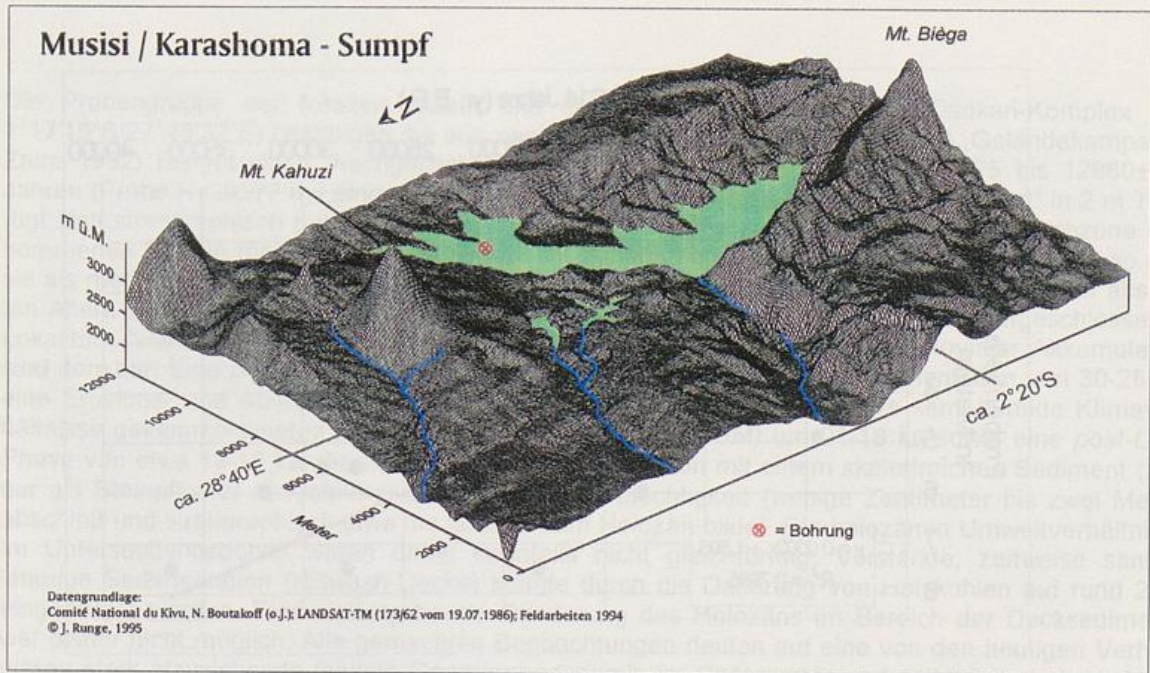 Musisi / Karashoma - Sumpf
Mt. Bièga
N
Mt. Kahuzi
m ü.M.
3000
2500
2000
12000
10000
8000
6000
4000
2000
0
ca. 28°40'E
Meter
ca. 2°20'S
⊗ = Bohrung
Datengrundlage:
Comité National du Kivu, N. Boutakoff (o.J.); LANDSAT-TM (173/62 vom 19.07.1986); Feldarbeiten 1994
© J. Runge, 1995